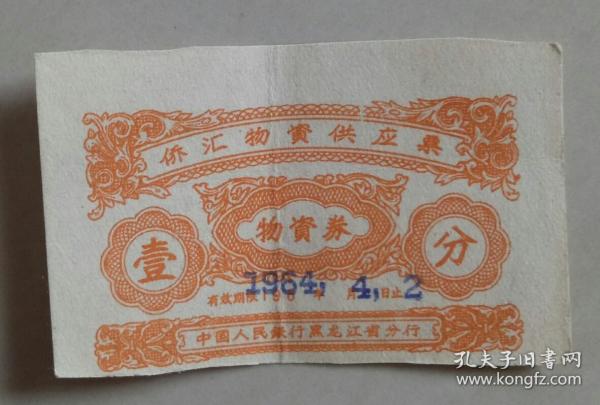 侨汇物資供应票
物資券
壹
分
有效期限196 年 月 日止
1964, 4, 2
中国人民銀行黑龙江省分行
孔夫子旧書网
www.kongfz.com